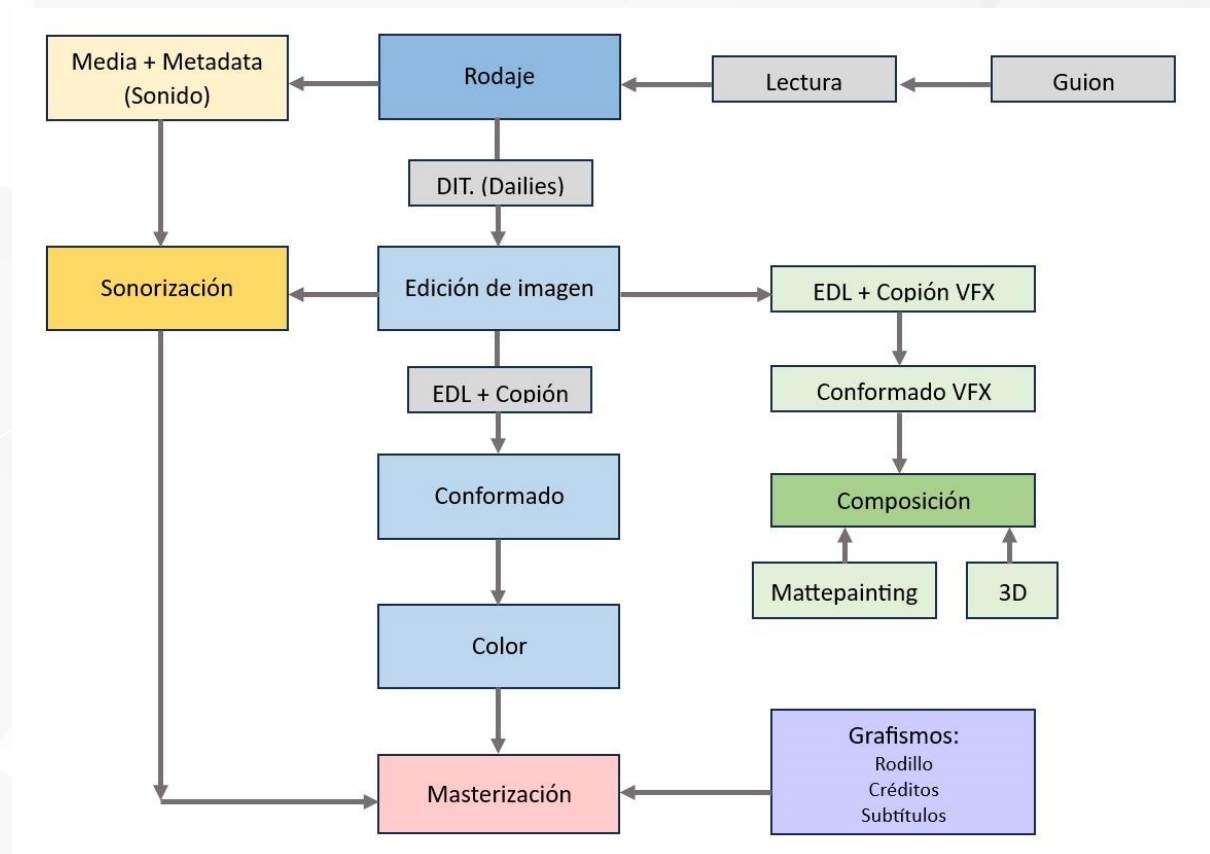 Media + Metadata
(Sonido)
Rodaje
Lectura
Guion
DIT. (Dailies)
Sonorización
Edición de imagen
EDL + Copión VFX
EDL + Copión
Conformado VFX
Conformado
Composición
Mattepainting
3D
Color
Grafismos:
Rodillo
Créditos
Subtítulos
Masterización